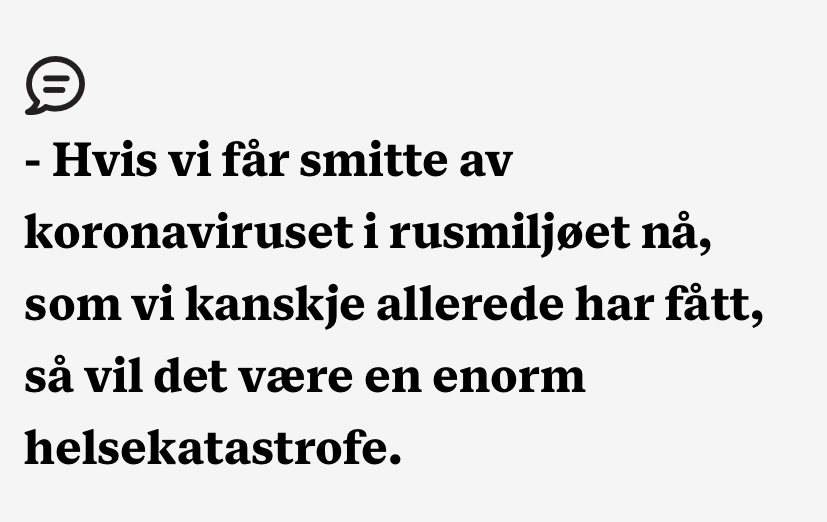 - Hvis vi får smitte av
koronaviruset i rusmiljøet nå,
som vi kanskje allerede har fått,
så vil det være en enorm
helsekatastrofe.